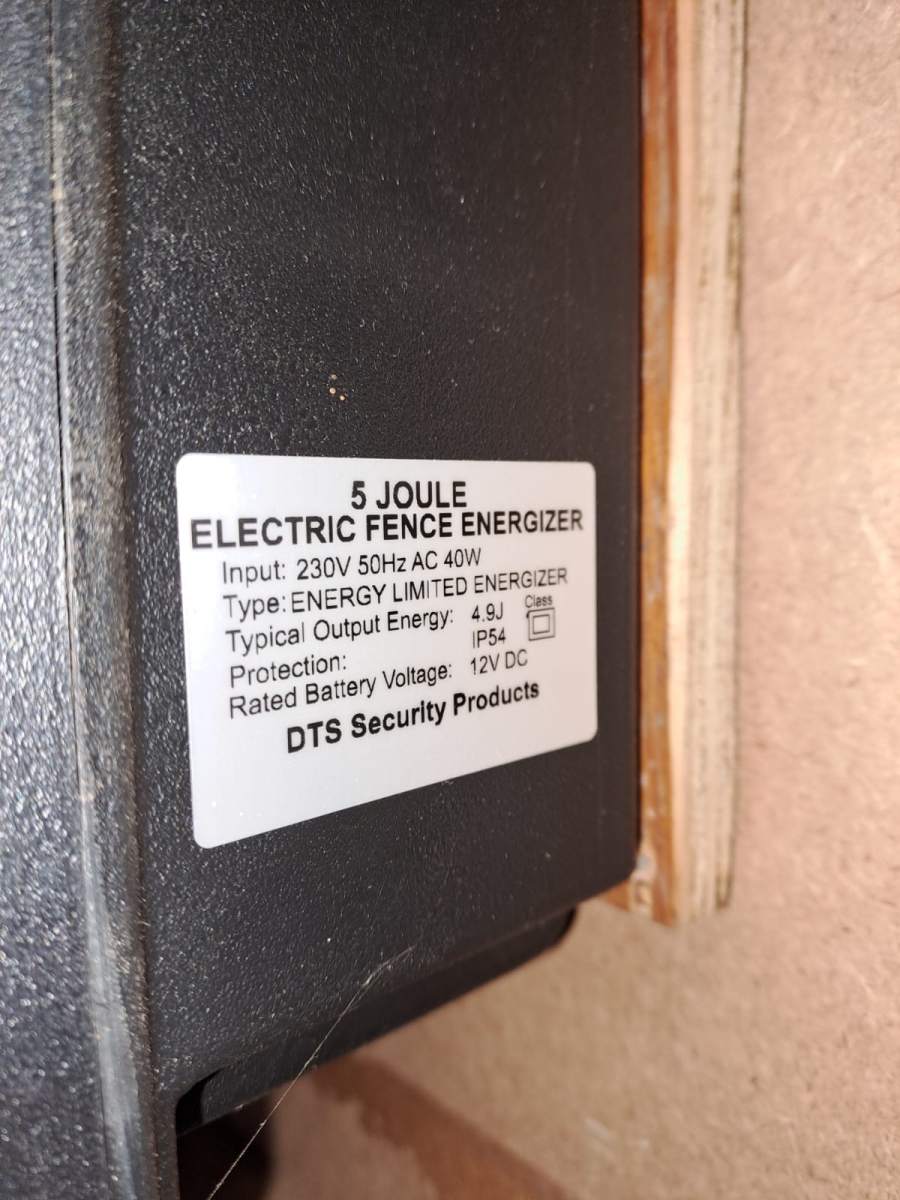 5 JOULE
ELECTRIC FENCE ENERGIZER
Input: 230V 50Hz AC 40W
Type: ENERGY LIMITED ENERGIZER
Typical Output Energy: 4.9J Class
Protection: IP54
Rated Battery Voltage: 12V DC
DTS Security Products